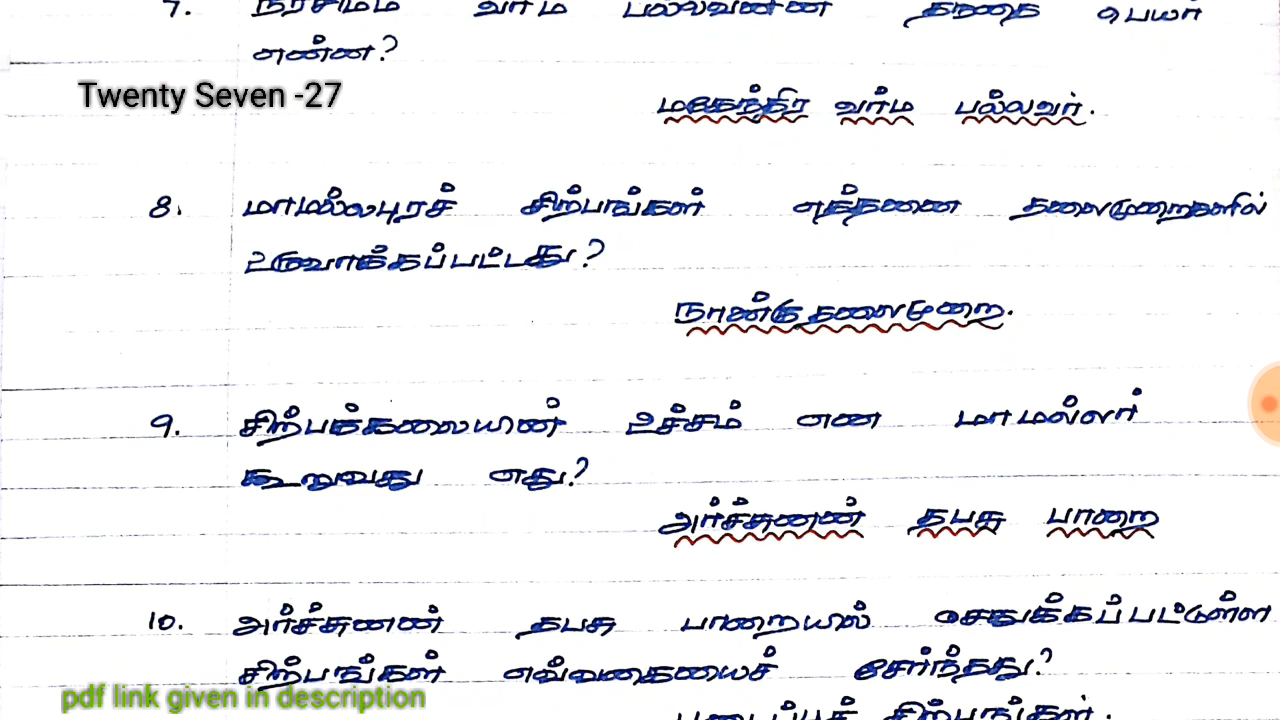 7. நரசிம்ம வர்ம பல்லவனின் தந்தை பெயர்
என்ன?
Twenty Seven -27
மகேந்திர வர்ம பல்லவர்.
8. மாமல்லபுரச் சிற்பங்கள் எத்தனை தலைமுறைகளில்
உருவாக்கப்பட்டது?
நான்கு தலைமுறை.
9. சிற்பக்கலையின் உச்சம் என மாமல்லர்
கூறுவது எது?
அர்ச்சுனன் தபசு பாறை
10. அர்ச்சுனன் தபசு பாறையில் செதுக்கப்பட்டுள்ள
சிற்பங்கள் எவ்வகையைச் சேர்ந்தது?
pdf link given in description
புடைப்புச் சிற்பங்கள்.